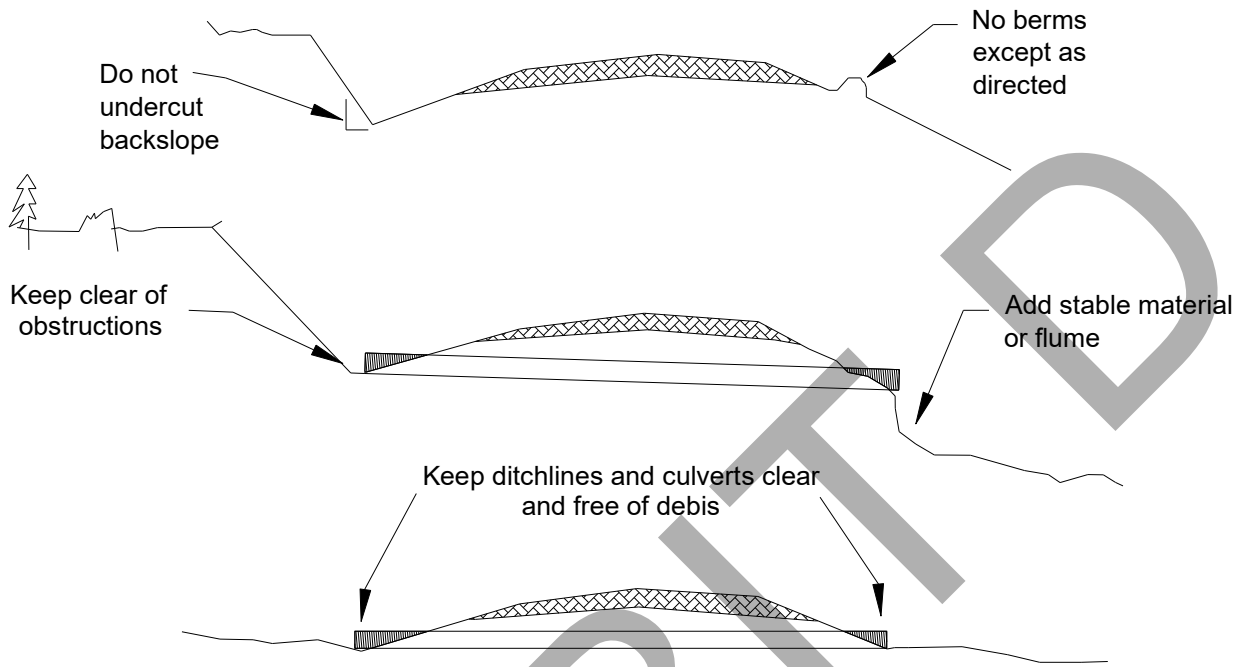 No berms
except as
directed
Do not
undercut
backslope
Keep clear of
obstructions
Add stable material
or flume
Keep ditchlines and culverts clear
and free of debis